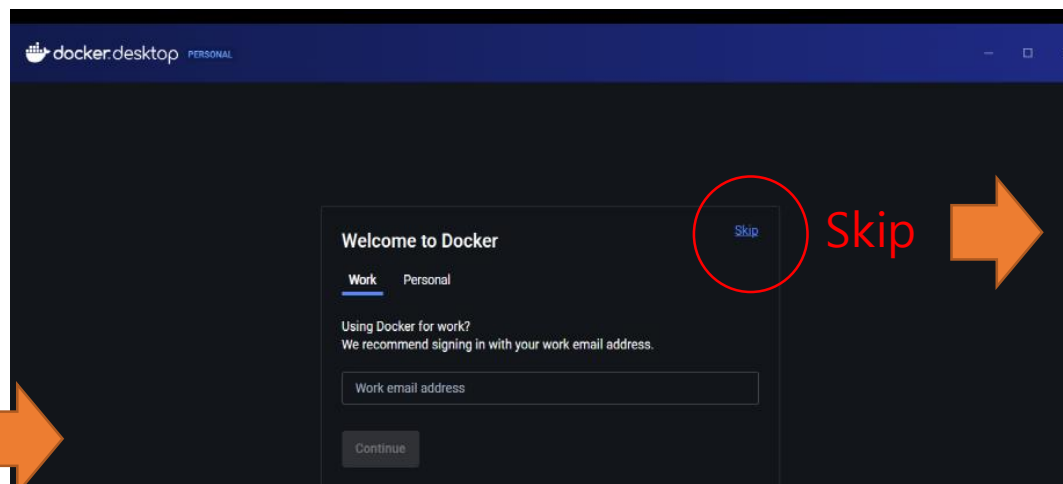 docker.desktop PERSONAL
Welcome to Docker
Skip
Skip
Work Personal
Using Docker for work?
We recommend signing in with your work email address.
Work email address
Continue